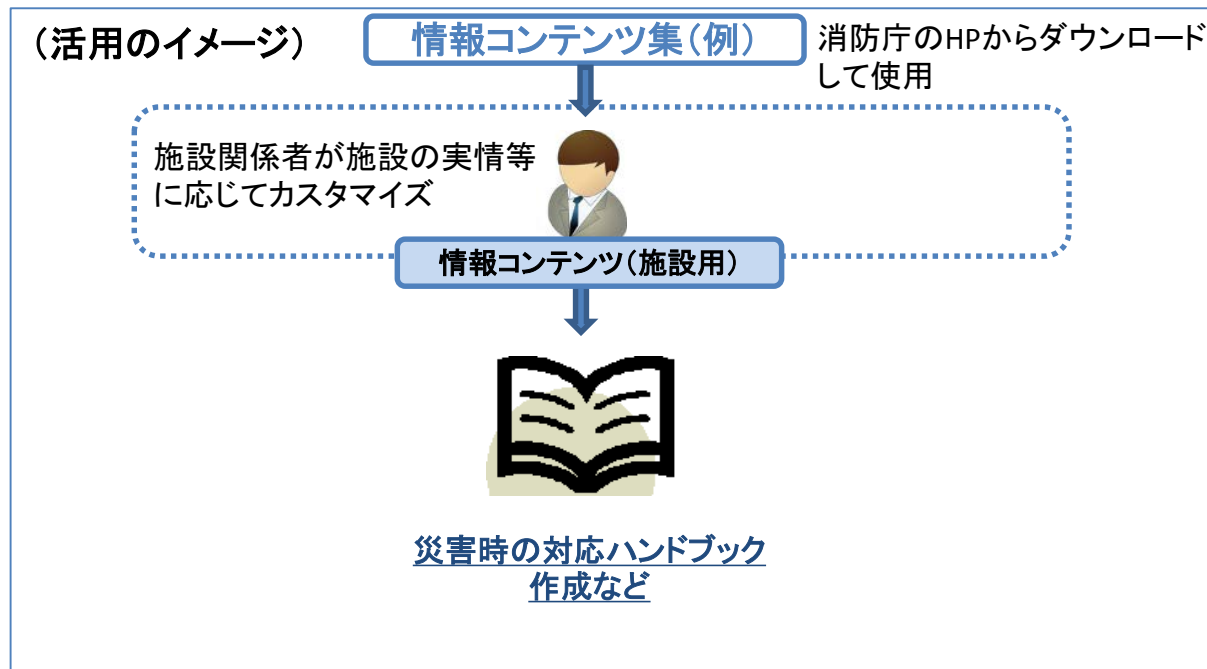 （活用のイメージ）
情報コンテンツ集（例）
消防庁のHPからダウンロード
して使用
施設関係者が施設の実情等
に応じてカスタマイズ
情報コンテンツ（施設用）
災害時の対応ハンドブック
作成など